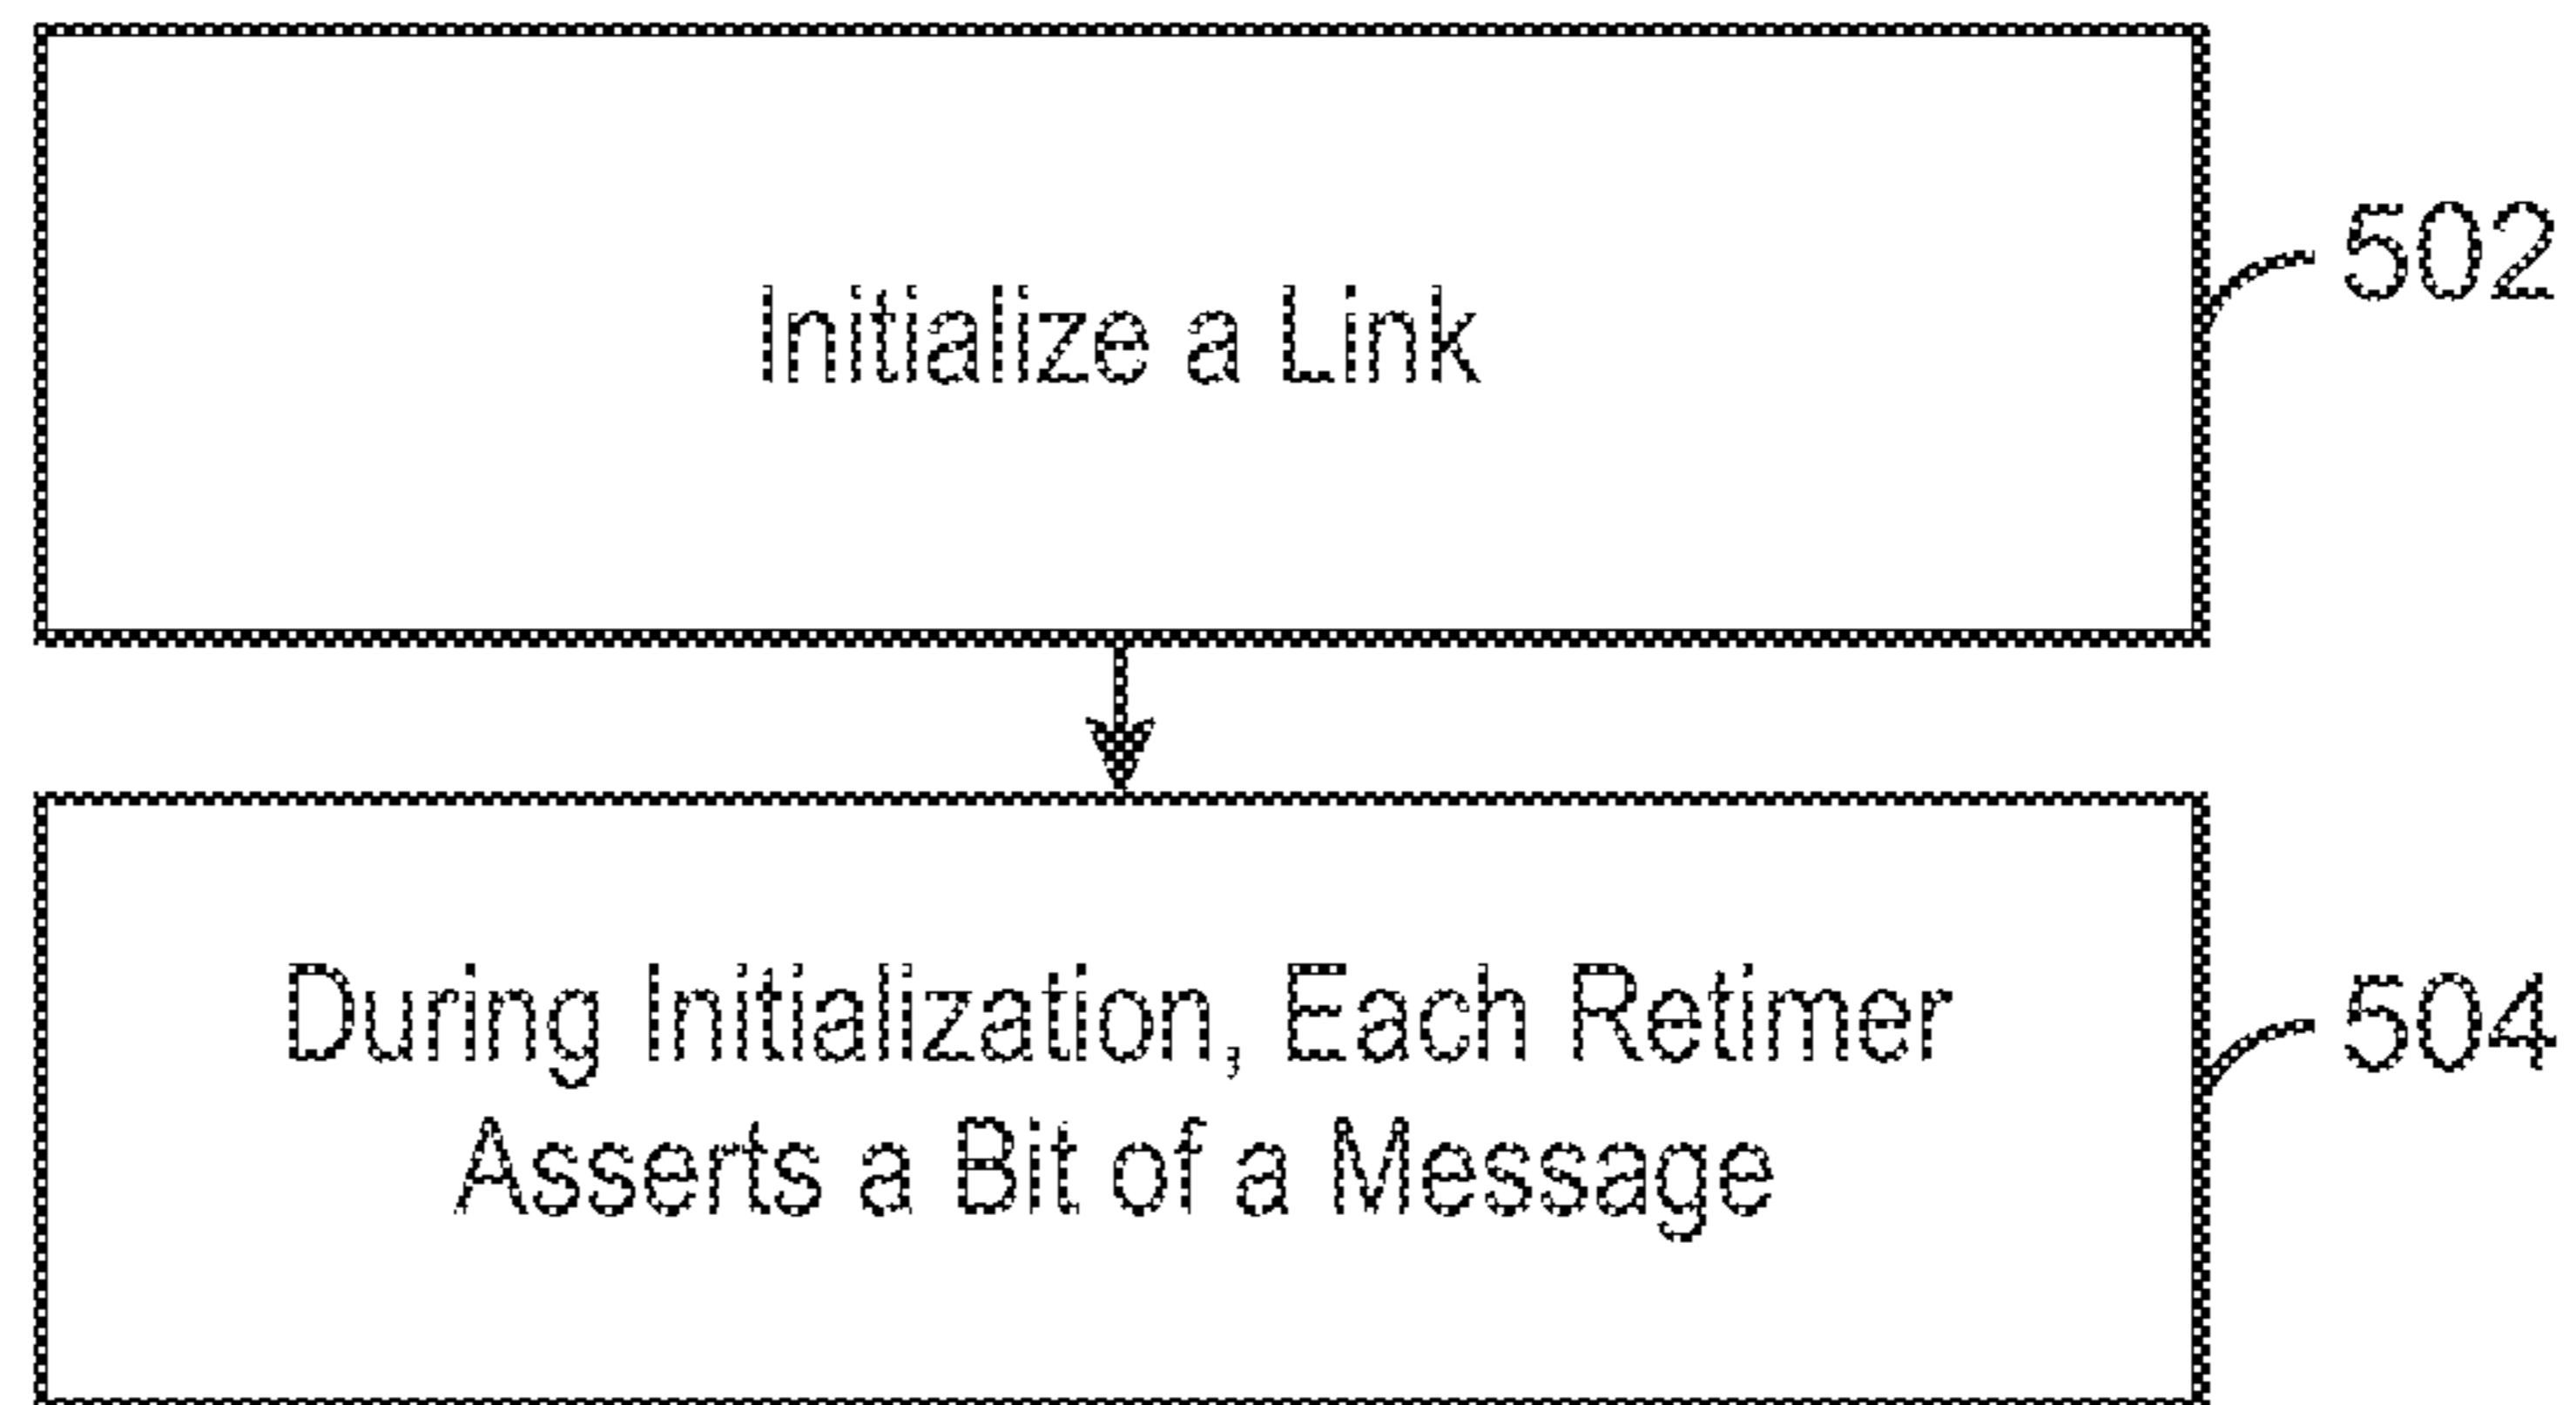 Initialize a Link
502
During Initialization, Each Retimer
Asserts a Bit of a Message
504